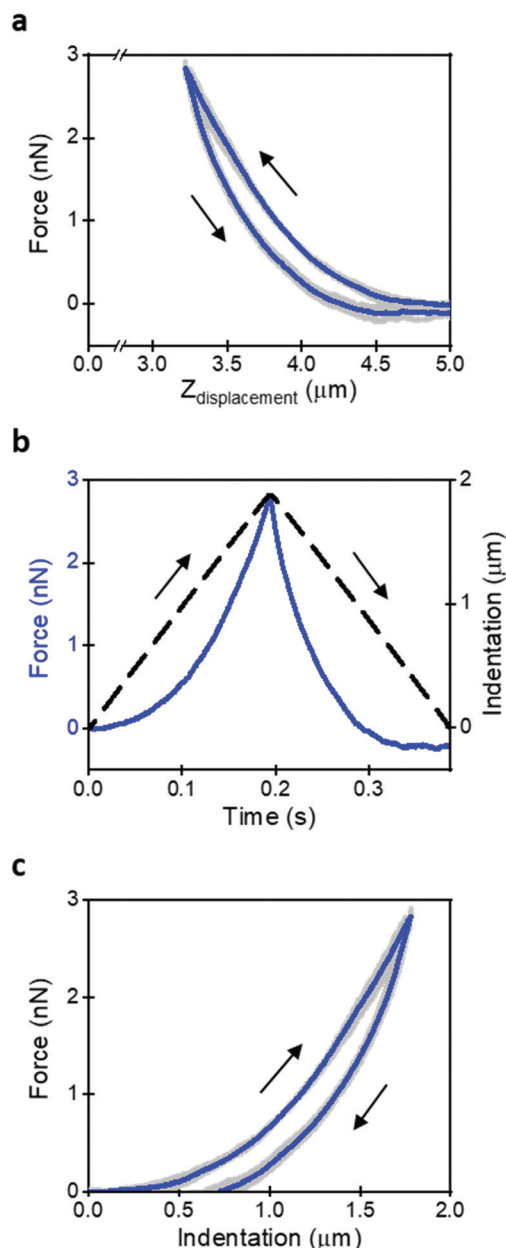 a
3
2
1
0
Force (nN)
0.0 3.0 3.5 4.0 4.5 5.0
Zdisplacement (μm)
b
3
2
1
0
Force (nN)
2
1
0
Indentation (μm)
0.0 0.1 0.2 0.3
Time (s)
c
3
2
1
0
Force (nN)
0.0 0.5 1.0 1.5 2.0
Indentation (μm)